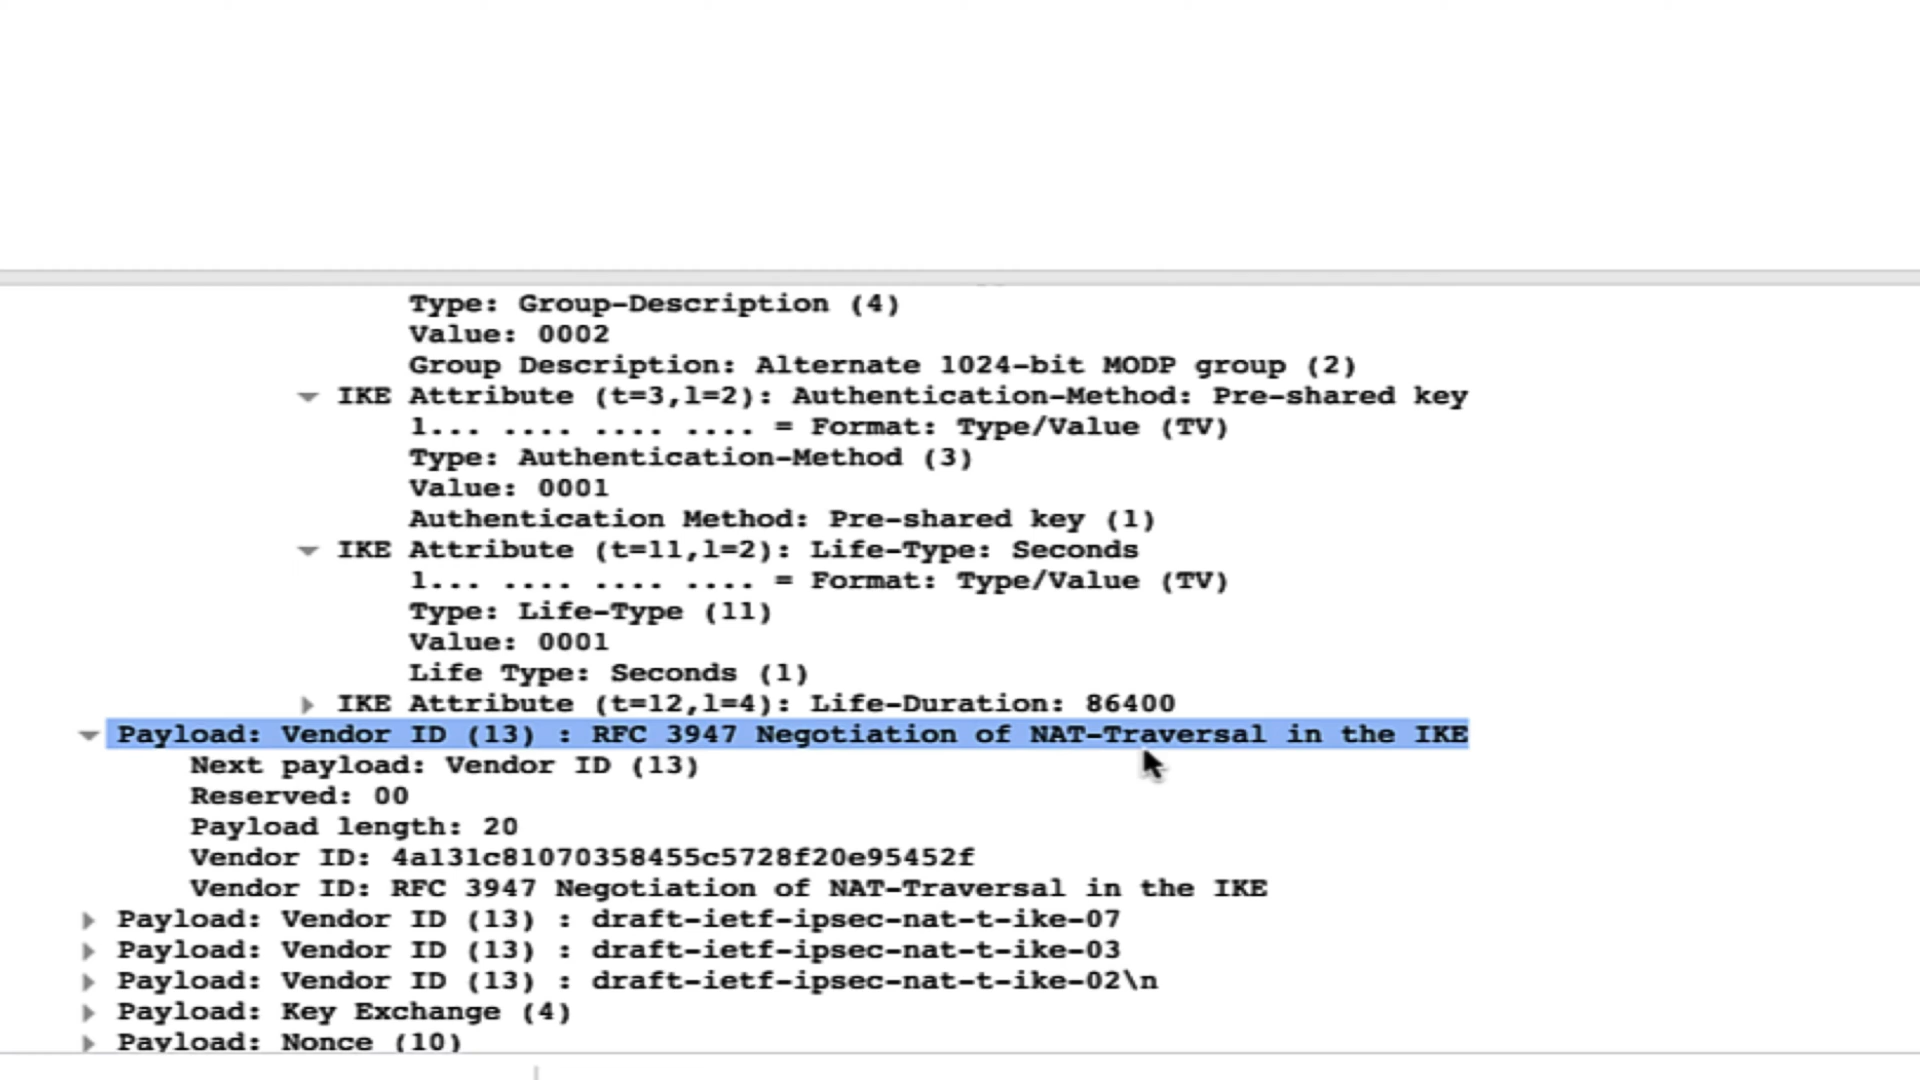 Type: Group-Description (4)
Value: 0002
Group Description: Alternate 1024-bit MODP group (2)
IKE Attribute (t=3,l=2): Authentication-Method: Pre-shared key
1... .... .... .... = Format: Type/Value (TV)
Type: Authentication-Method (3)
Value: 0001
Authentication Method: Pre-shared key (1)
IKE Attribute (t=11,l=2): Life-Type: Seconds
1... .... .... .... = Format: Type/Value (TV)
Type: Life-Type (11)
Value: 0001
Life Type: Seconds (1)
IKE Attribute (t=12,l=4): Life-Duration: 86400
Payload: Vendor ID (13) : RFC 3947 Negotiation of NAT-Traversal in the IKE
Next payload: Vendor ID (13)
Reserved: 00
Payload length: 20
Vendor ID: 4a131c81070358455c5728f20e95452f
Vendor ID: RFC 3947 Negotiation of NAT-Traversal in the IKE
Payload: Vendor ID (13) : draft-ietf-ipsec-nat-t-ike-07
Payload: Vendor ID (13) : draft-ietf-ipsec-nat-t-ike-03
Payload: Vendor ID (13) : draft-ietf-ipsec-nat-t-ike-02\n
Payload: Key Exchange (4)
Payload: Nonce (10)